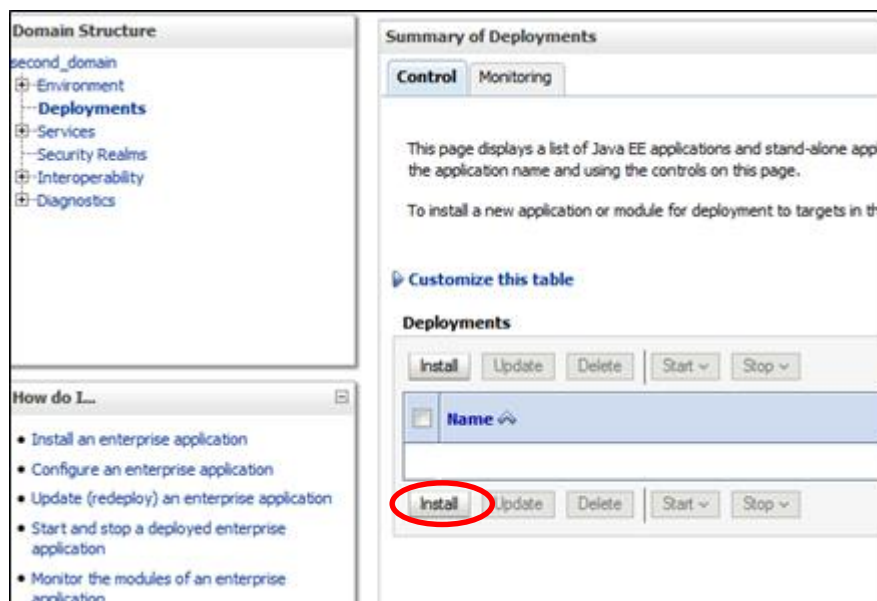 Domain Structure
second_domain
Environment
Deployments
Services
Security Realms
Interoperability
Diagnostics
How do I...
Install an enterprise application
Configure an enterprise application
Update (redeploy) an enterprise application
Start and stop a deployed enterprise
application
Monitor the modules of an enterprise
application
Summary of Deployments
Control Monitoring
This page displays a list of Java EE applications and stand-alone appl
the application name and using the controls on this page.
To install a new application or module for deployment to targets in th
Customize this table
Deployments
Install Update Delete Start Stop
Name
Install Update Delete Start Stop